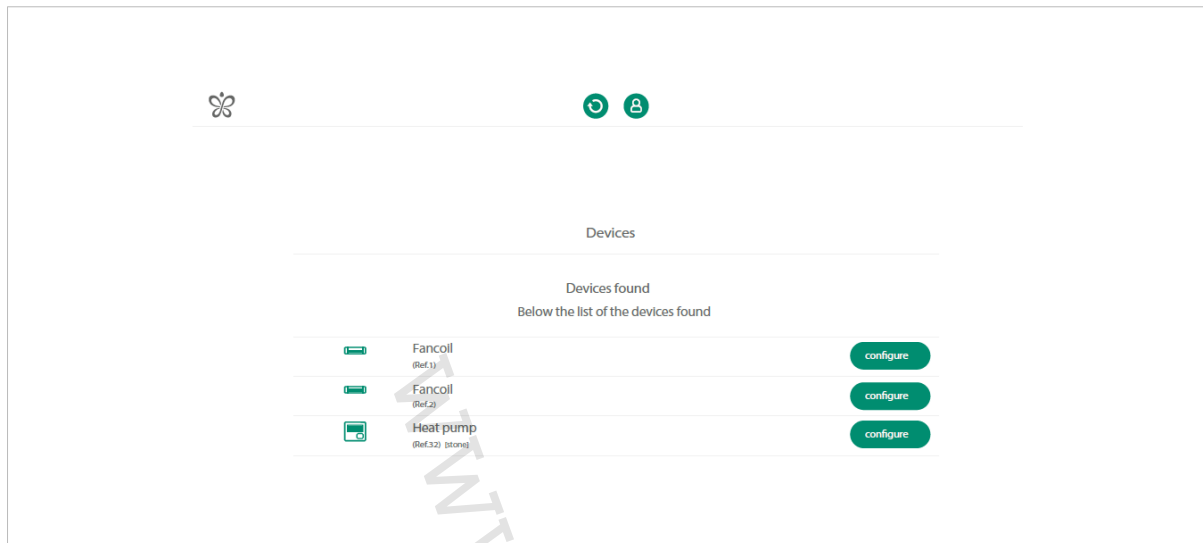 Devices
Devices found
Below the list of the devices found
Fancoil
(Ref.1)
configure
Fancoil
(Ref.2)
configure
Heat pump
(Ref.32) [stone]
configure